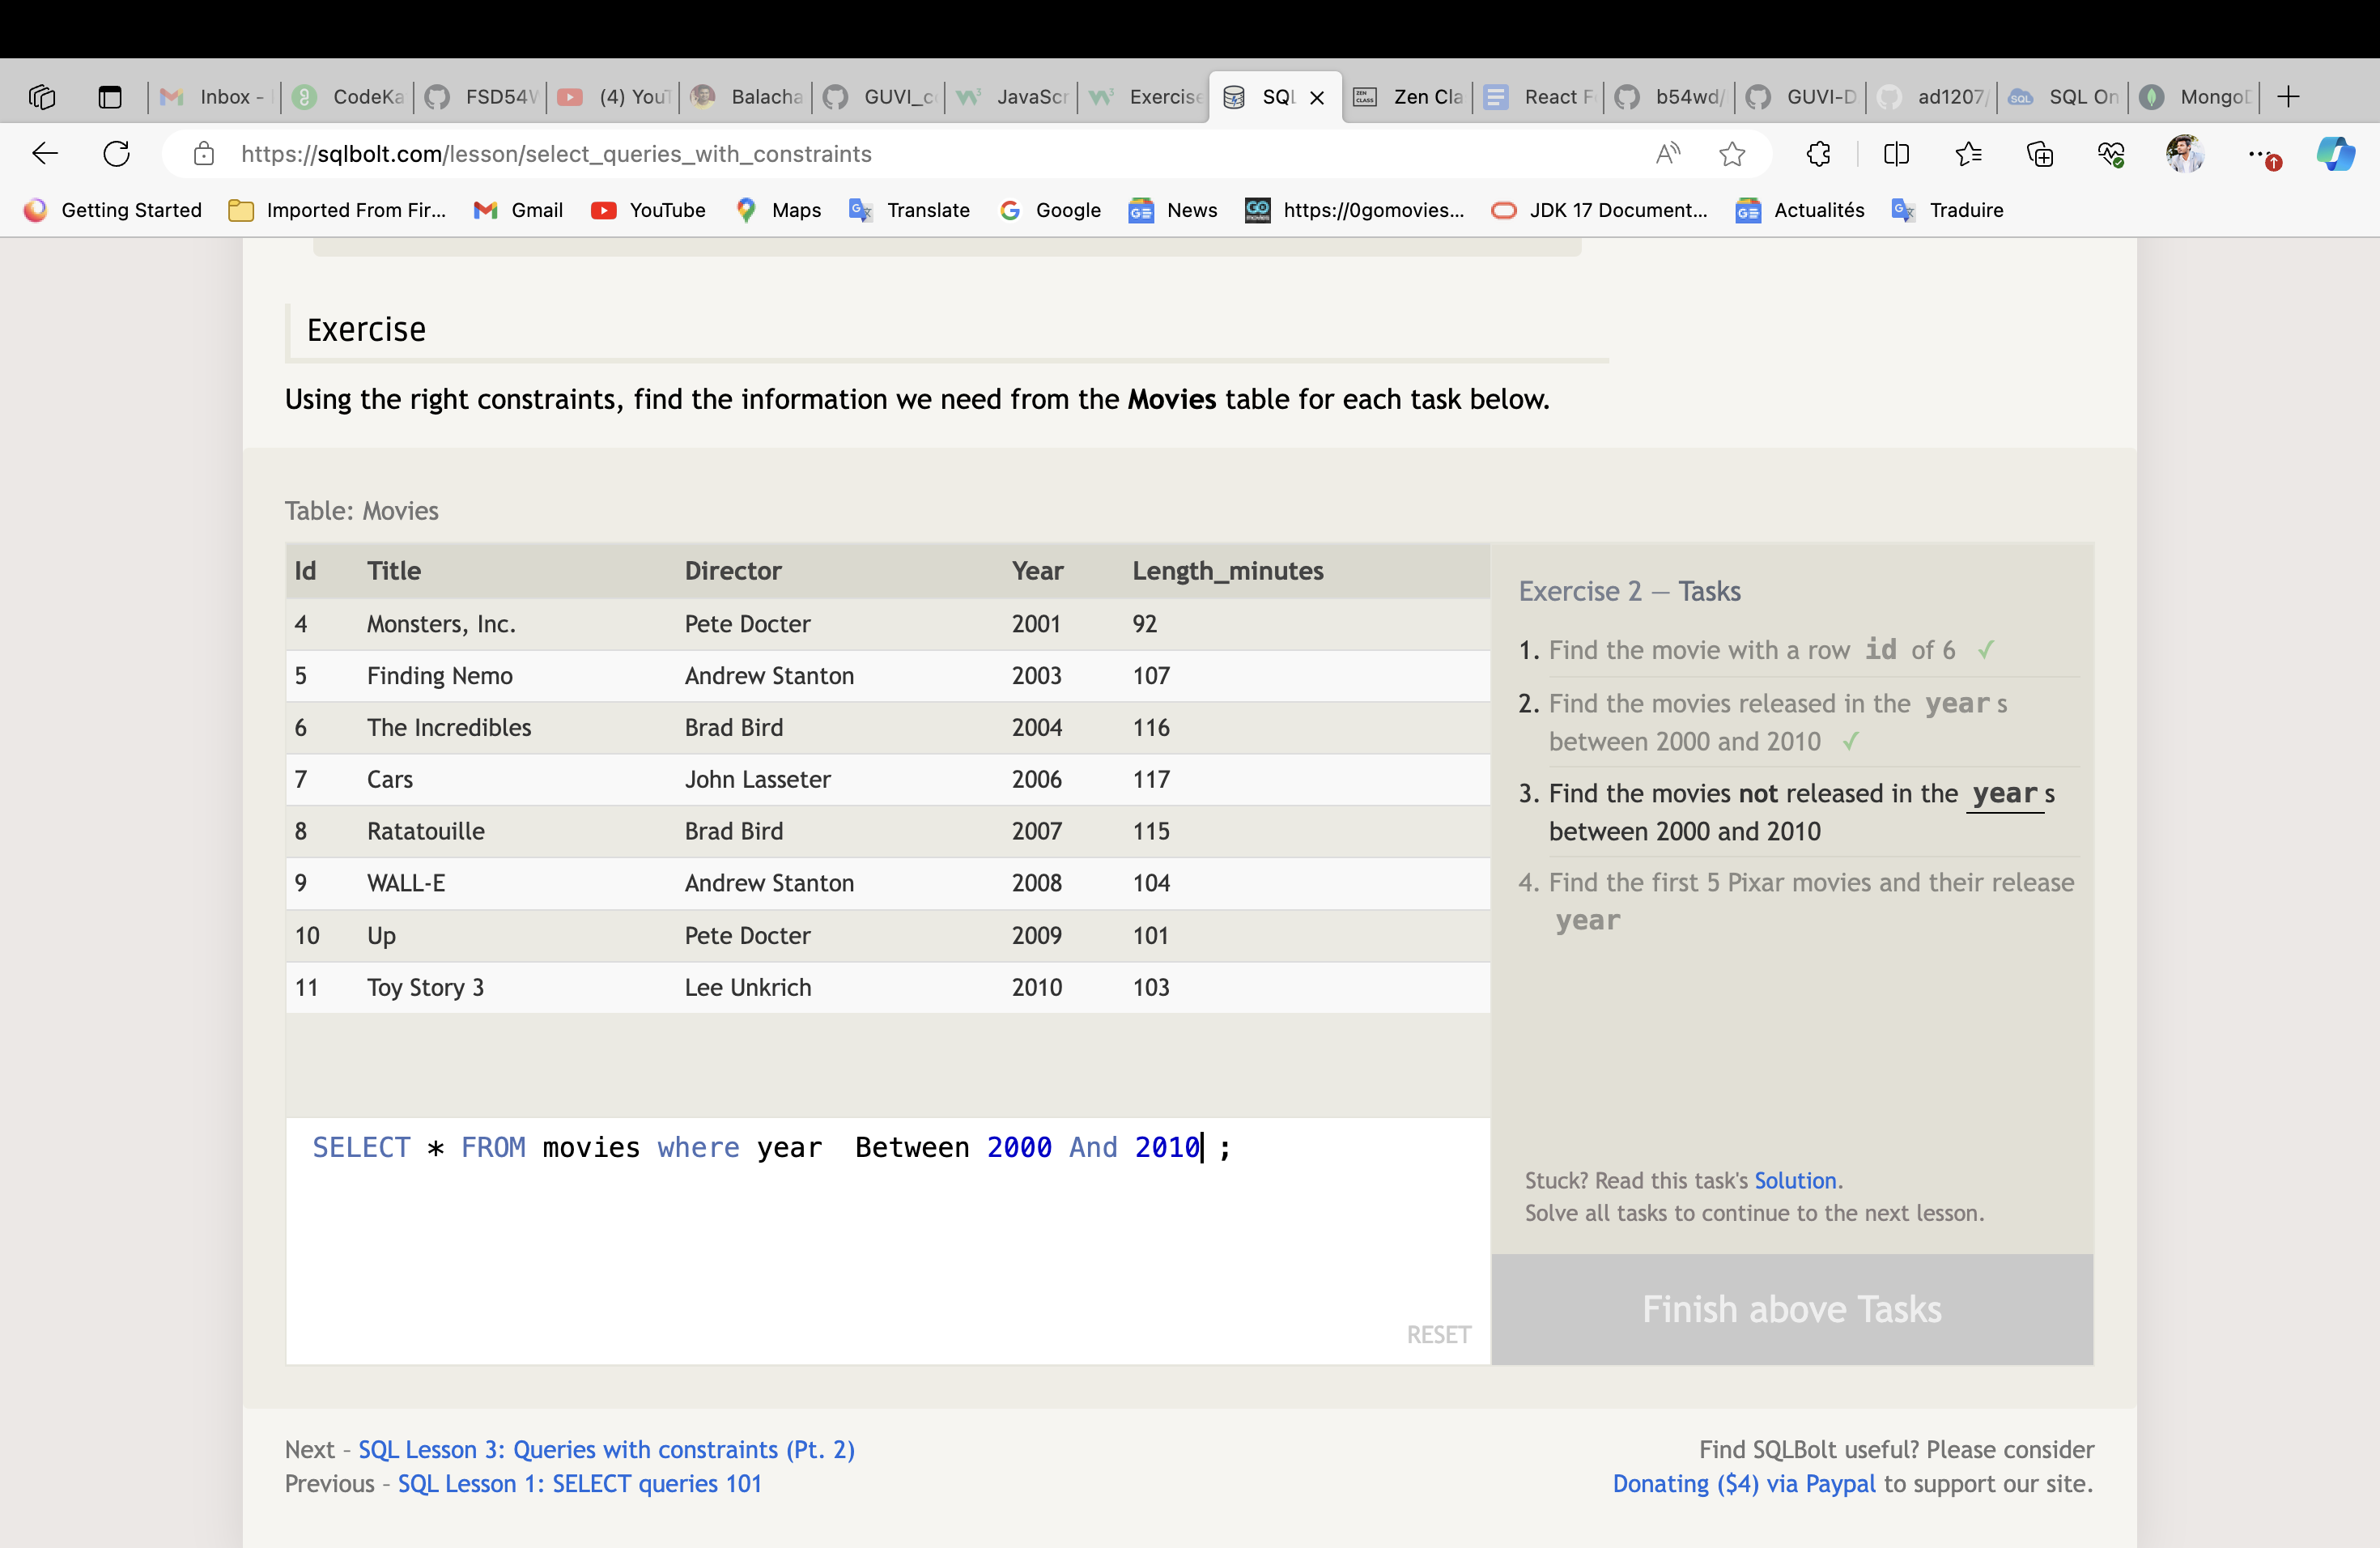 Inbox -
CodeKa
FSD54W
(4) YouT
Balacha
GUVI_c
JavaScr
Exercise
SQL
Zen Cla
React F
b54wd/
GUVI-D
ad1207/
SQL On
MongoD
https://sqlbolt.com/lesson/select_queries_with_constraints
Getting Started
Imported From Fir...
Gmail
YouTube
Maps
Translate
Google
News
https://0gomovies...
JDK 17 Document...
Actualités
Traduire
Exercise
Using the right constraints, find the information we need from the Movies table for each task below.
Table: Movies
Id Title Director Year Length_minutes
4 Monsters, Inc. Pete Docter 2001 92
5 Finding Nemo Andrew Stanton 2003 107
6 The Incredibles Brad Bird 2004 116
7 Cars John Lasseter 2006 117
8 Ratatouille Brad Bird 2007 115
9 WALL-E Andrew Stanton 2008 104
10 Up Pete Docter 2009 101
11 Toy Story 3 Lee Unkrich 2010 103
SELECT * FROM movies where year  Between 2000 And 2010 ;
RESET
Exercise 2 — Tasks
1. Find the movie with a row id of 6 ✓
2. Find the movies released in the years
between 2000 and 2010 ✓
3. Find the movies not released in the years
between 2000 and 2010
4. Find the first 5 Pixar movies and their release
year
Stuck? Read this task's Solution.
Solve all tasks to continue to the next lesson.
Finish above Tasks
Next – SQL Lesson 3: Queries with constraints (Pt. 2)
Previous – SQL Lesson 1: SELECT queries 101
Find SQLBolt useful? Please consider
Donating ($4) via Paypal to support our site.